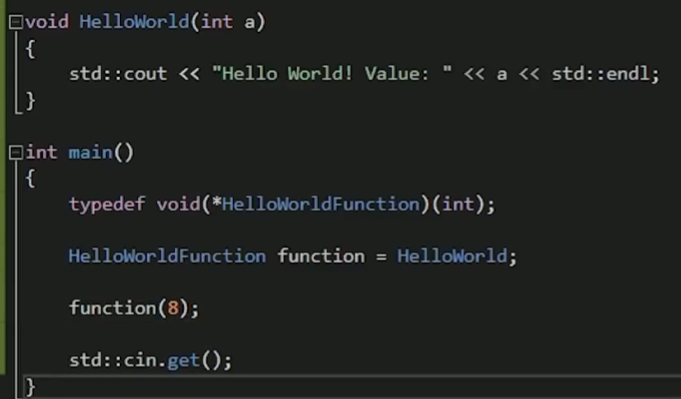 void HelloWorld(int a)
{
    std::cout << "Hello World! Value: " << a << std::endl;
}
int main()
{
    typedef void(*HelloWorldFunction)(int);
    HelloWorldFunction function = HelloWorld;
    function(8);
    std::cin.get();
}